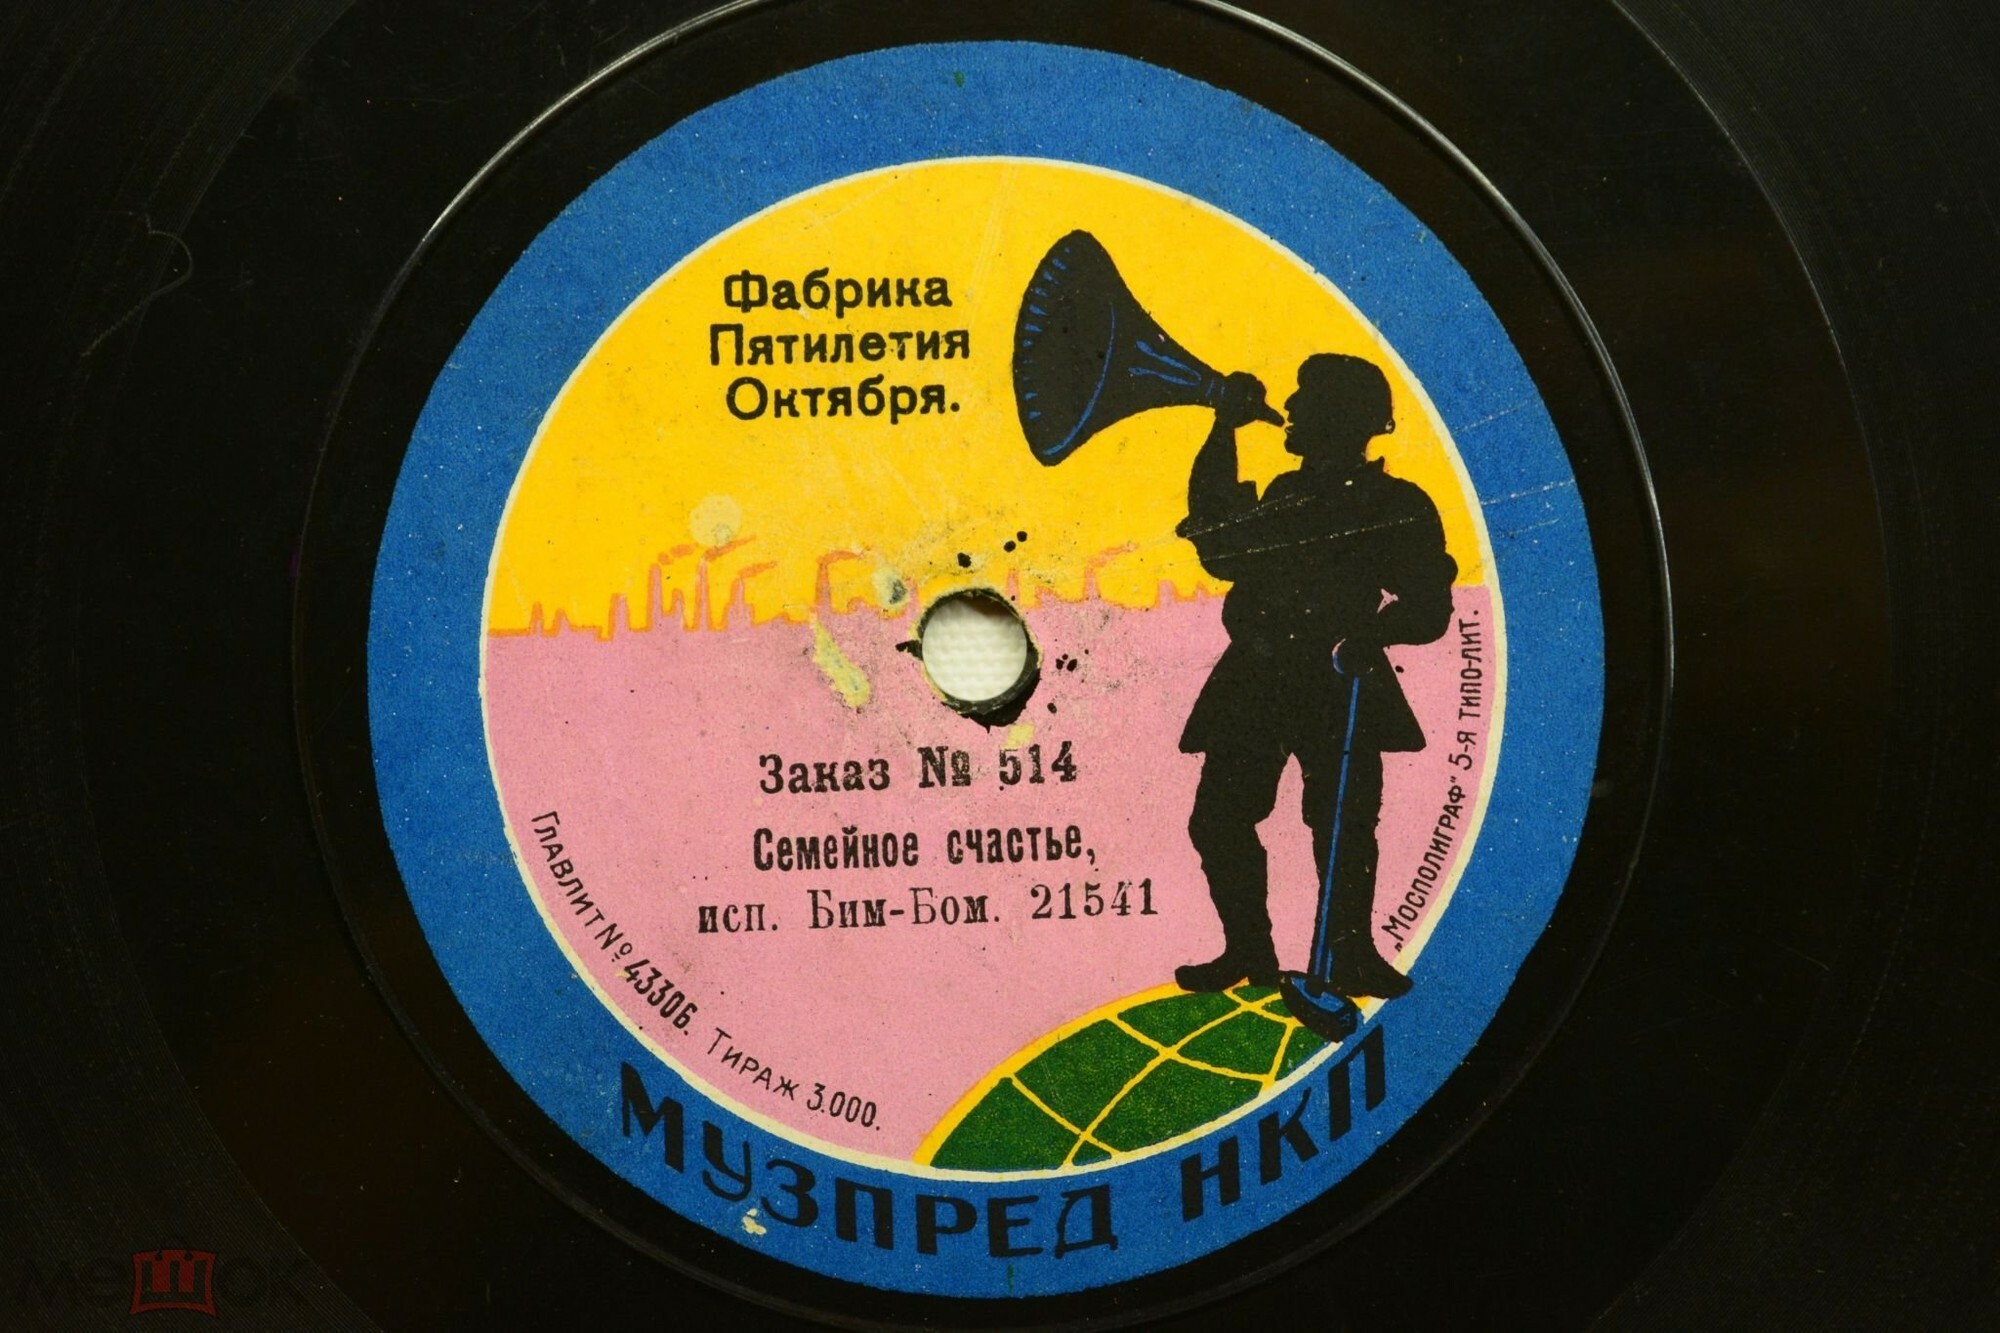 Фабрика
Пятилетия
Октября.
Заказ № 514
Семейное счастье,
исп. Бим-Бом. 21541
Главлит № 43306. Тираж 3.000.
„Мосполиграф" 5-я типо-лит.
МУЗПРЕД НКП
мешок